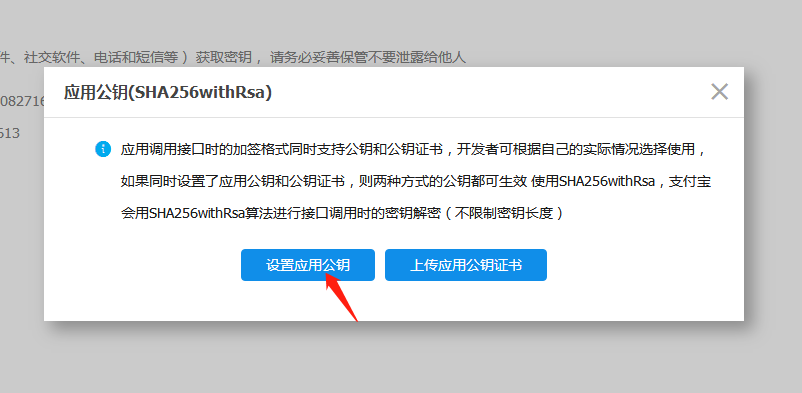 件、社交软件、电话和短信等 ) 获取密钥， 请务必妥善保管不要泄露给他人
应用公钥(SHA256withRsa)
082716
513
应用调用接口时的加签格式同时支持公钥和公钥证书，开发者可根据自己的实际情况选择使用，
如果同时设置了应用公钥和公钥证书，则两种方式的公钥都可生效 使用SHA256withRsa，支付宝
会用SHA256withRsa算法进行接口调用时的密钥解密（不限制密钥长度）
设置应用公钥
上传应用公钥证书